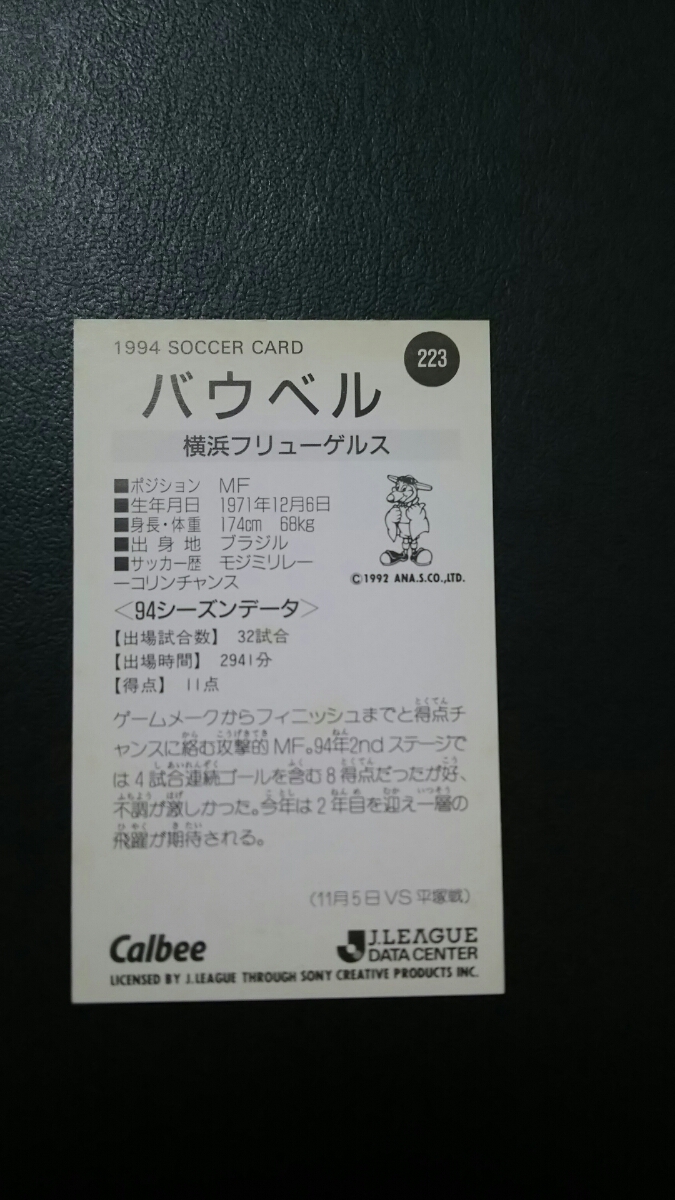 1994 SOCCER CARD
223
バウベル
横浜フリューゲルス
■ポジション MF
■生年月日 1971年12月6日
■身長・体重 174cm 68kg
■出身地 ブラジル
■サッカー歴 モジミリレー
ーコリンチャンス
©1992 ANA.S.CO.,LTD.
〈94シーズンデータ〉
【出場試合数】 32試合
【出場時間】 2941分
【得点】 11点
ゲームメークからフィニッシュまでと得点チ
ャンスに絡む攻撃的MF。94年2ndステージで
は4試合連続ゴールを含む8得点だったが好、
不調が激しかった。今年は2年目を迎え一層の
飛躍が期待される。
(11月5日VS平塚戦)
Calbee
J.LEAGUE
DATA CENTER
LICENSED BY J.LEAGUE THROUGH SONY CREATIVE PRODUCTS INC.